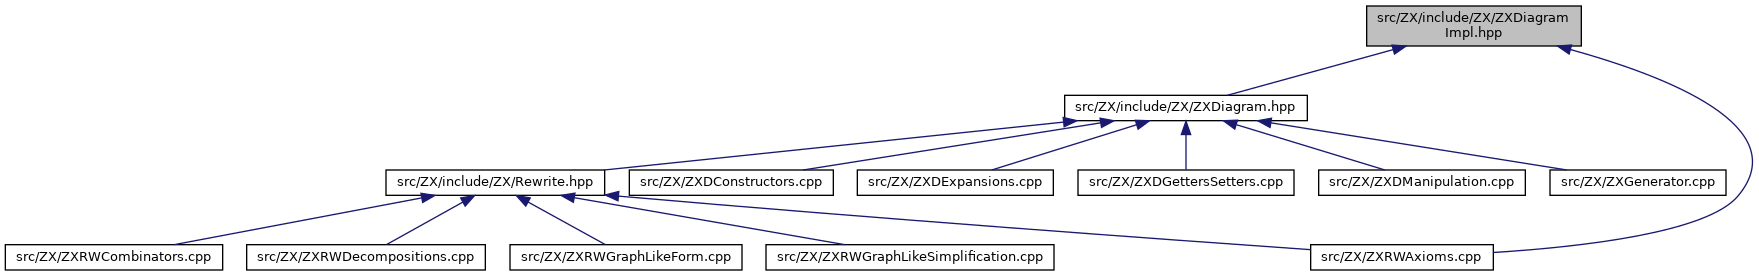 src/ZX/include/ZX/ZXDiagram
Impl.hpp
src/ZX/include/ZX/ZXDiagram.hpp
src/ZX/include/ZX/Rewrite.hpp
src/ZX/ZXDConstructors.cpp
src/ZX/ZXDExpansions.cpp
src/ZX/ZXDGettersSetters.cpp
src/ZX/ZXDManipulation.cpp
src/ZX/ZXGenerator.cpp
src/ZX/ZXRWCombinators.cpp
src/ZX/ZXRWDecompositions.cpp
src/ZX/ZXRWGraphLikeForm.cpp
src/ZX/ZXRWGraphLikeSimplification.cpp
src/ZX/ZXRWAxioms.cpp